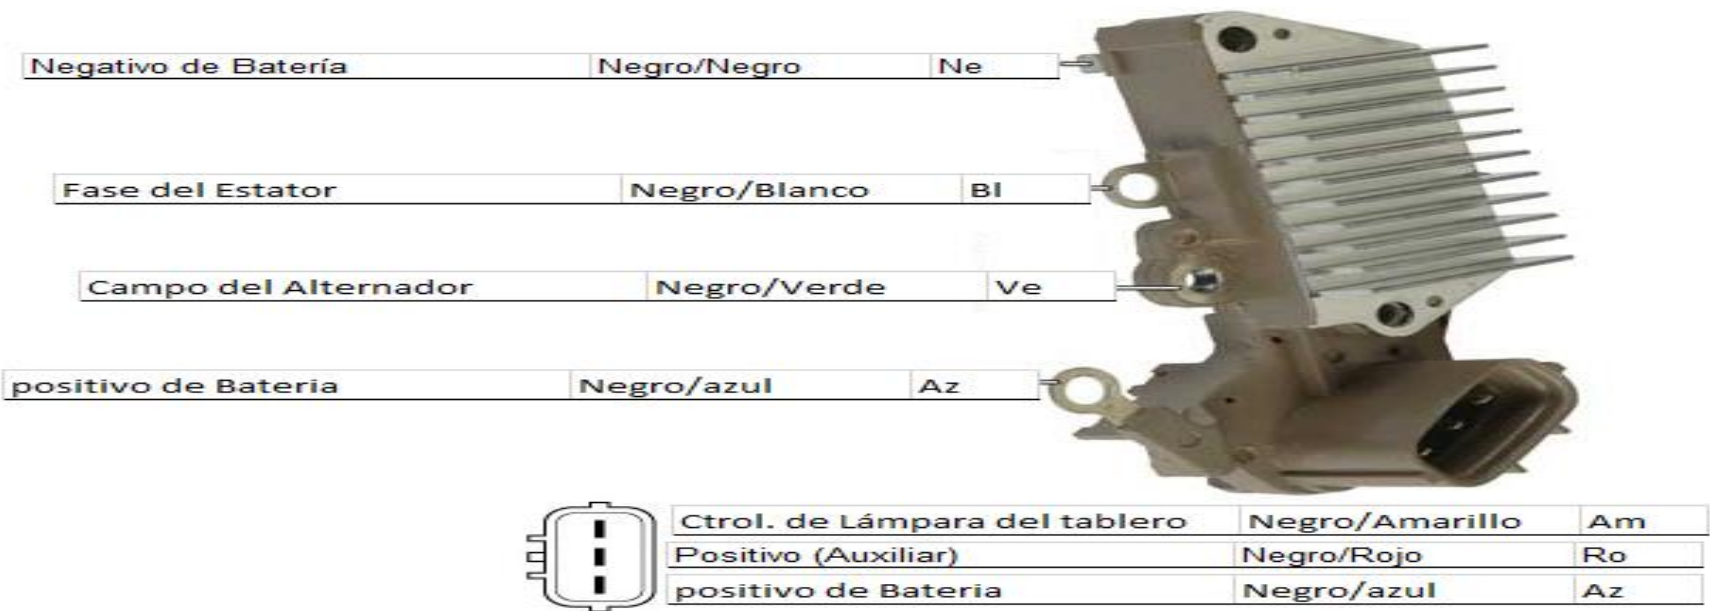 Negativo de Batería Negro/Negro Ne
Fase del Estator Negro/Blanco Bl
Campo del Alternador Negro/Verde Ve
positivo de Bateria Negro/azul Az
Ctrol. de Lámpara del tablero Negro/Amarillo Am
Positivo (Auxiliar) Negro/Rojo Ro
positivo de Bateria Negro/azul Az